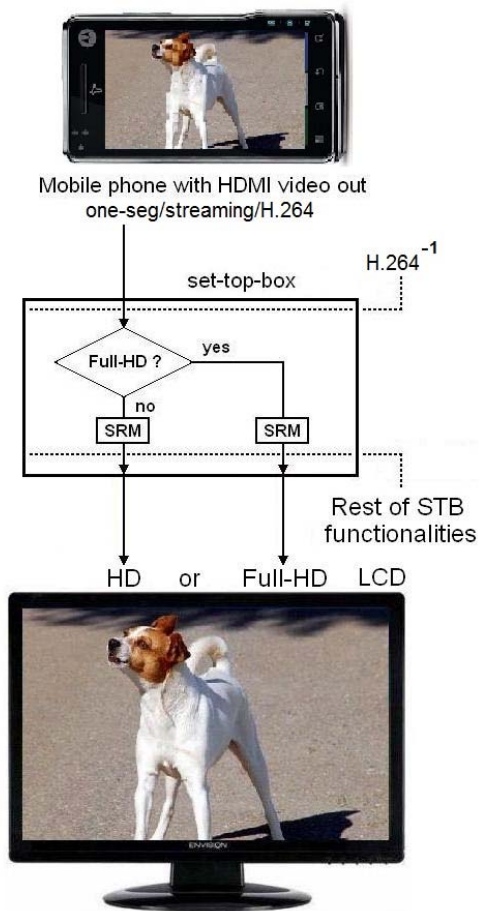 Mobile phone with HDMI video out
one-seg/streaming/H.264
H.264⁻¹
set-top-box
Full-HD ?
yes
no
SRM
SRM
Rest of STB
functionalities
HD or Full-HD LCD
ENVISION